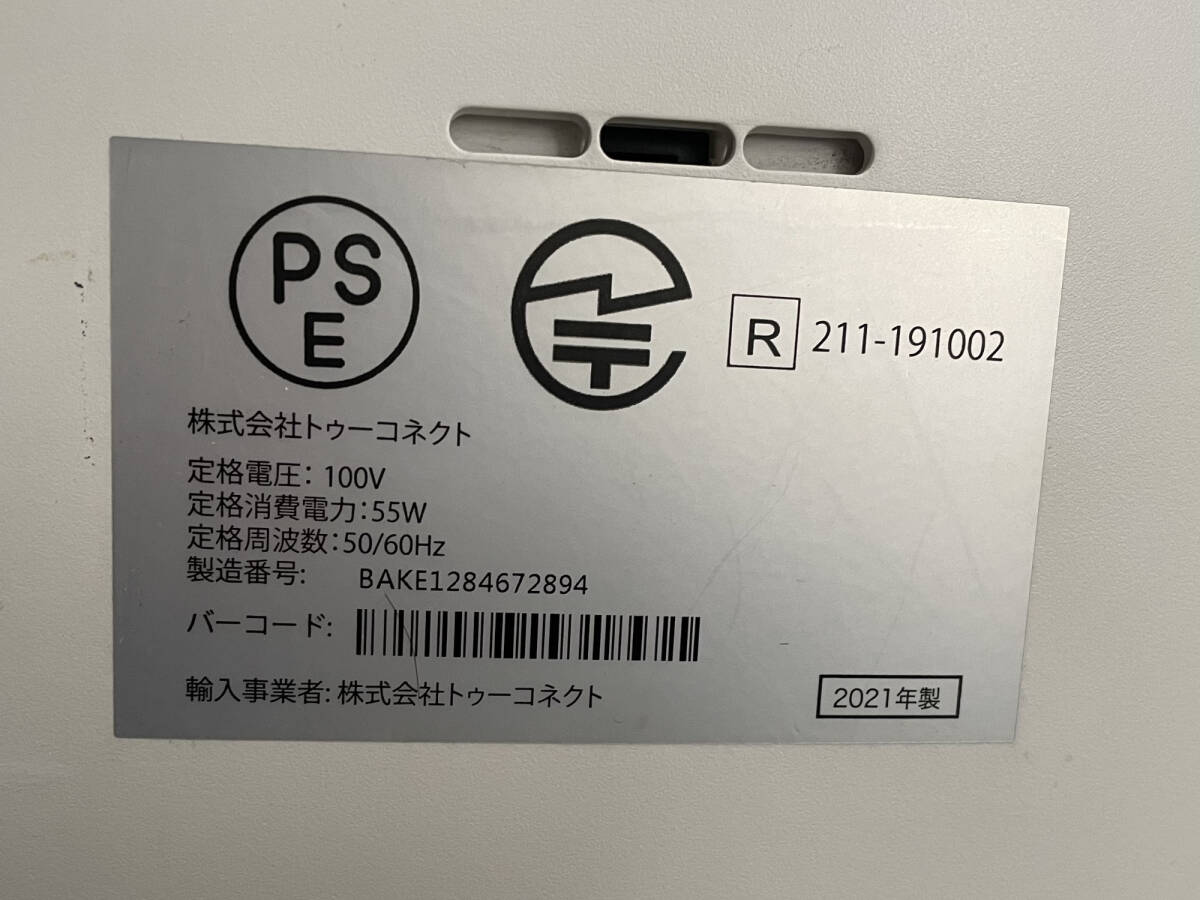 PS
E
R 211-191002
株式会社トゥーコネクト
定格電圧: 100V
定格消費電力:55W
定格周波数:50/60Hz
製造番号: BAKE1284672894
バーコード:
輸入事業者: 株式会社トゥーコネクト
2021年製